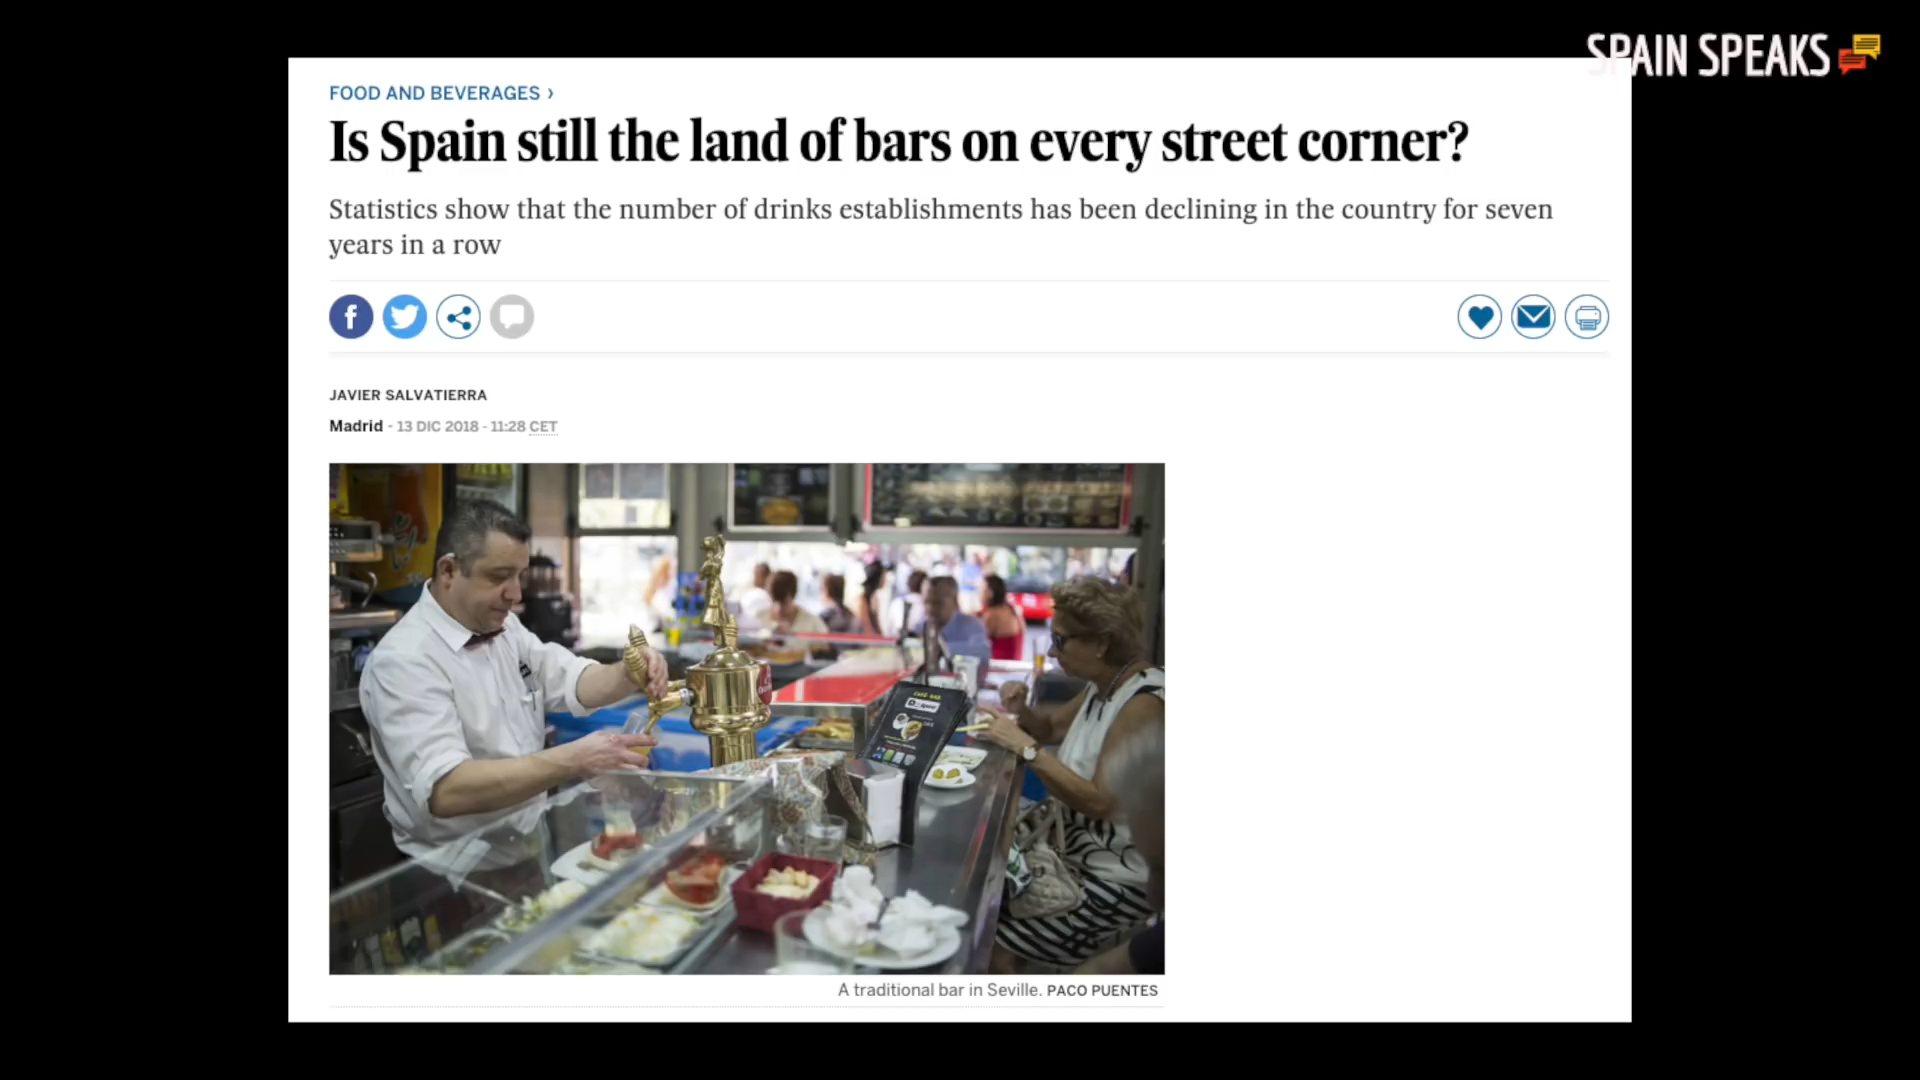 SPAIN SPEAKS
FOOD AND BEVERAGES ›
Is Spain still the land of bars on every street corner?
Statistics show that the number of drinks establishments has been declining in the country for seven
years in a row
JAVIER SALVATIERRA
Madrid - 13 DIC 2018 - 11:28 CET
A traditional bar in Seville. PACO PUENTES